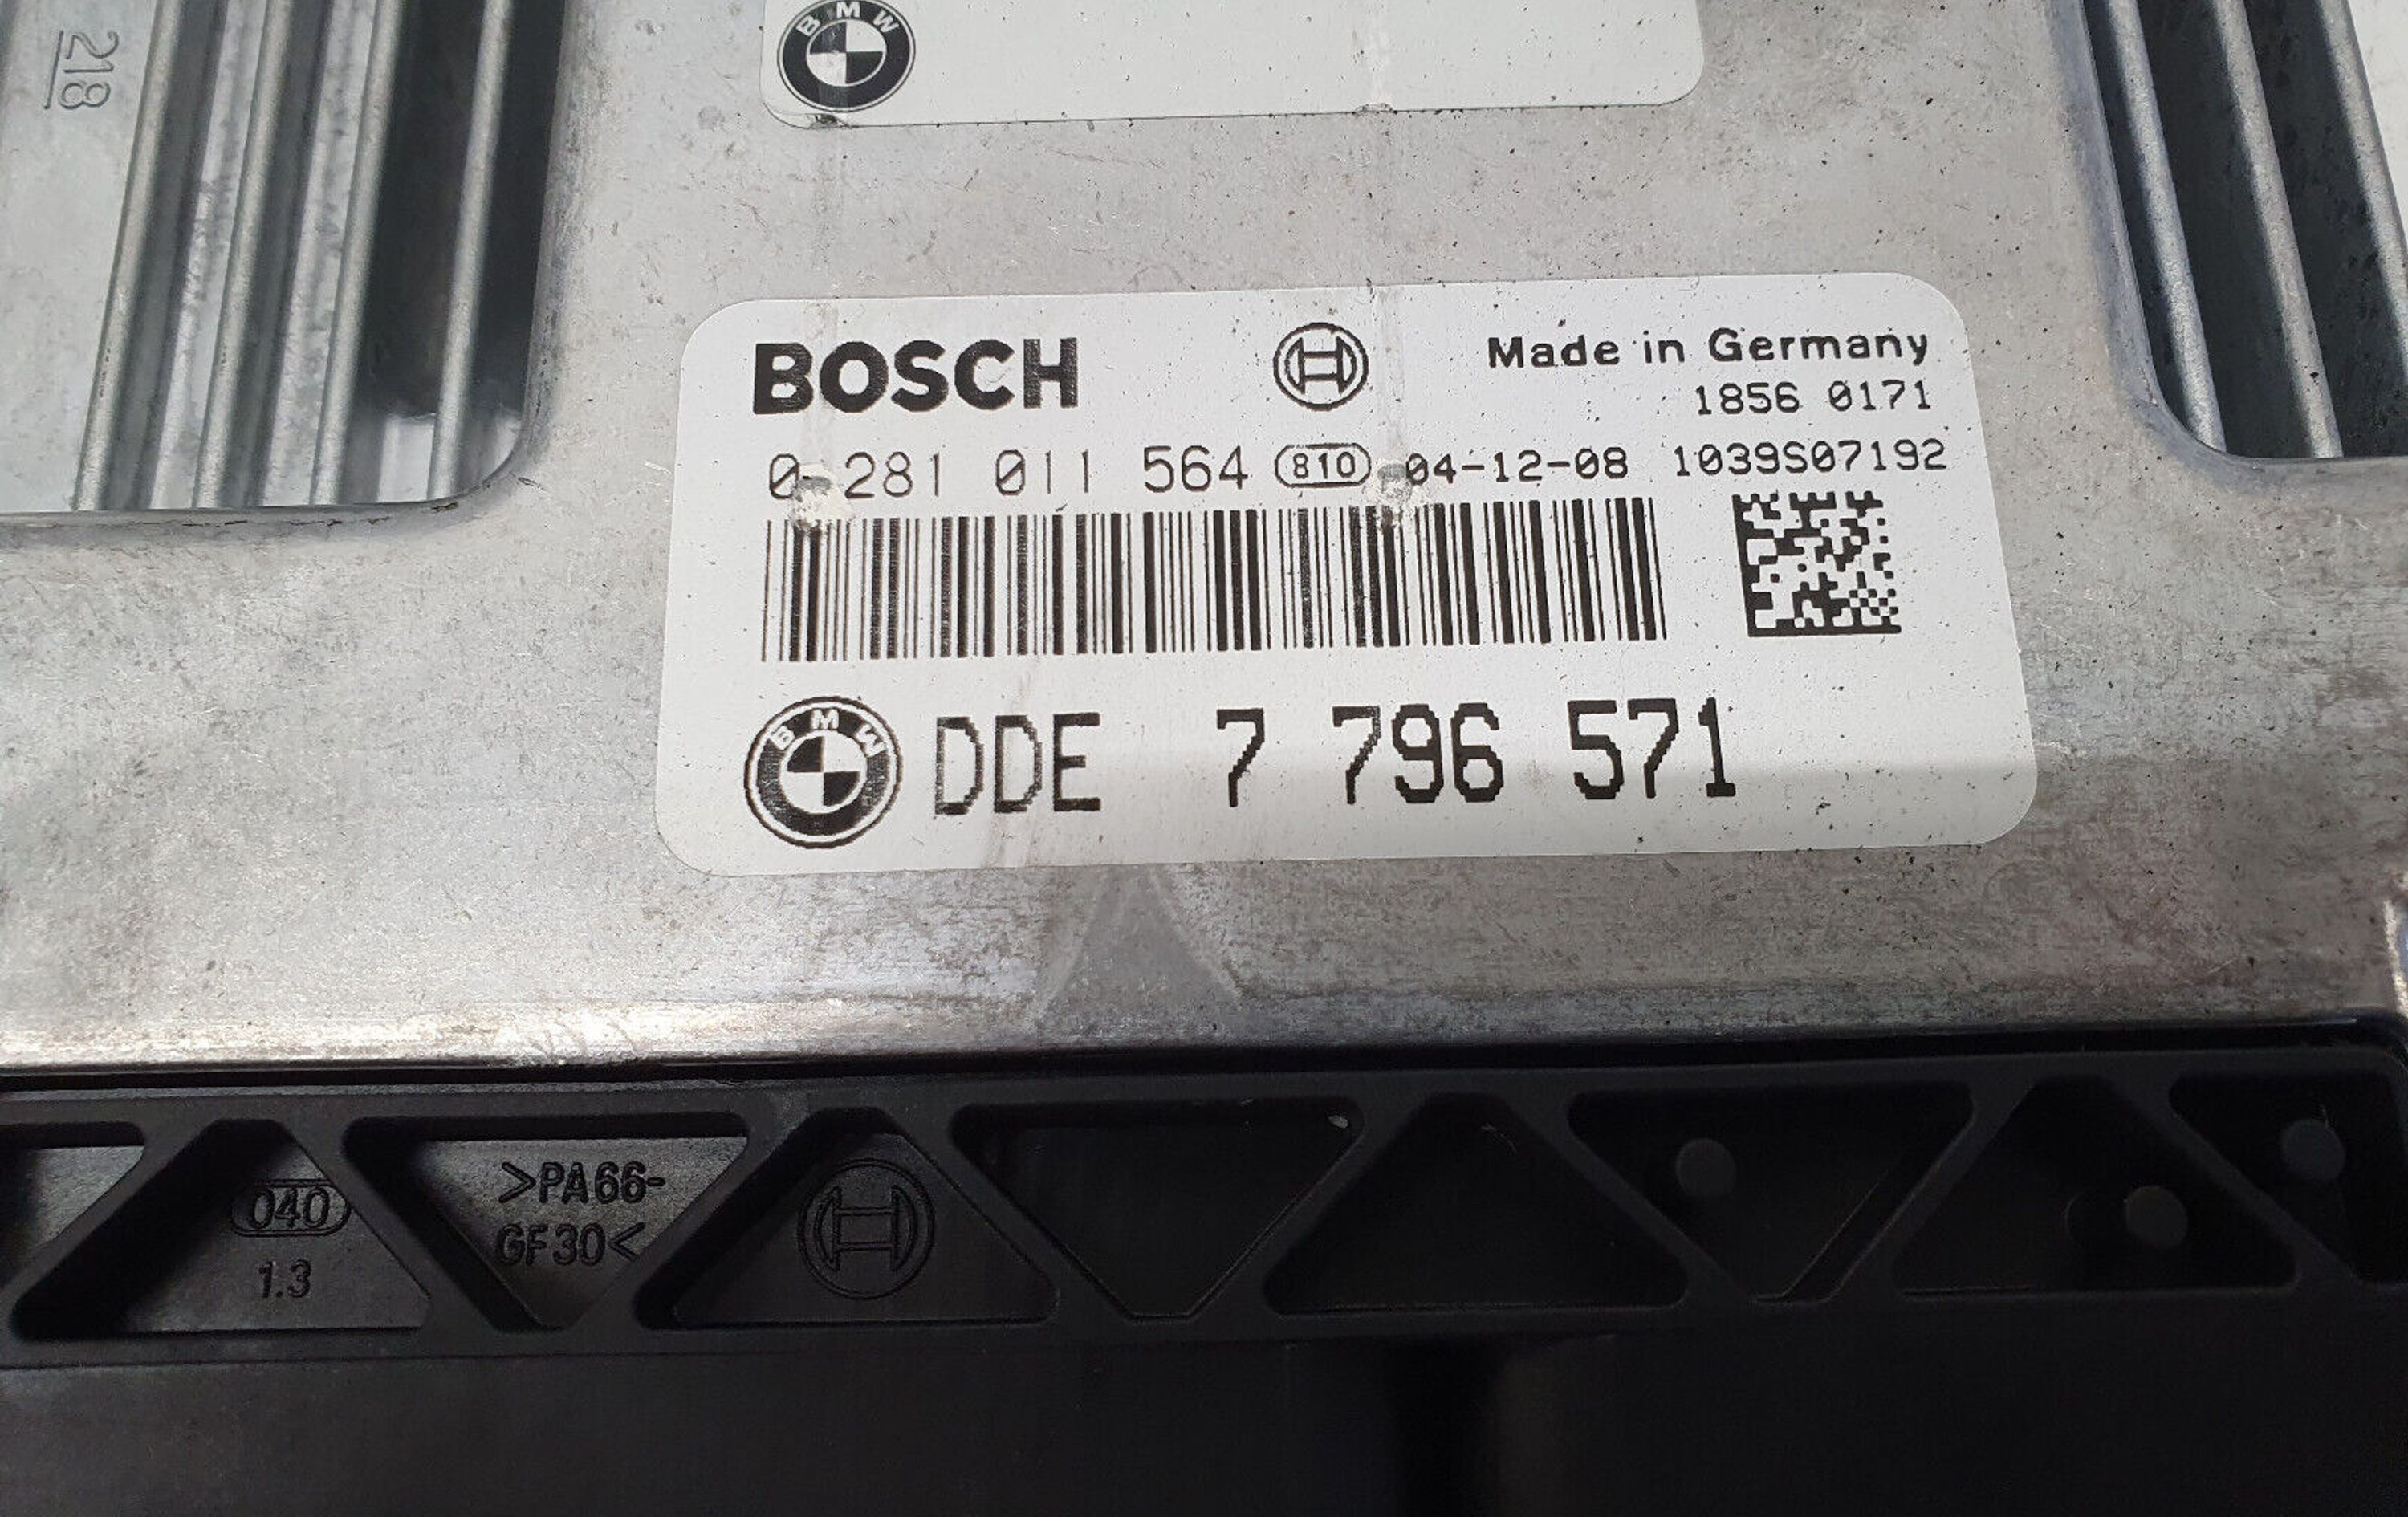 218
BMW
BOSCH
Made in Germany
1856 0171
0 281 011 564 810 04-12-08 1039S07192
BMW DDE 7 796 571
040
1.3
>PA66-
GF30<